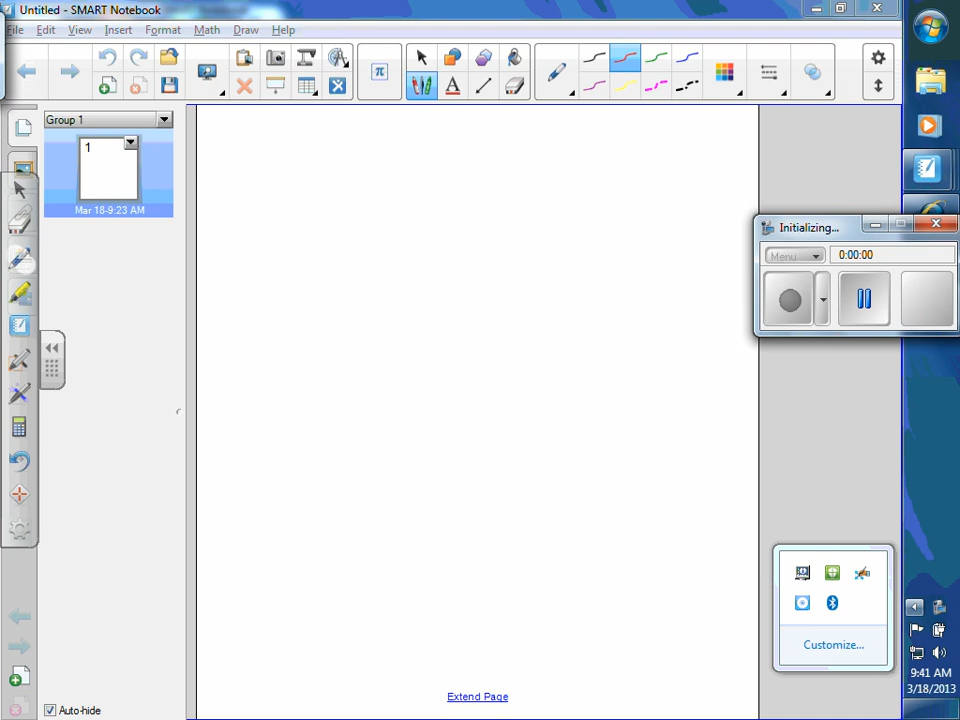 Untitled - SMART Notebook
File Edit View Insert Format Math Draw Help
π
A
Group 1
1
Mar 18-9:23 AM
Initializing...
Menu
0:00:00
Customize...
Extend Page
Auto-hide
9:41 AM
3/18/2013